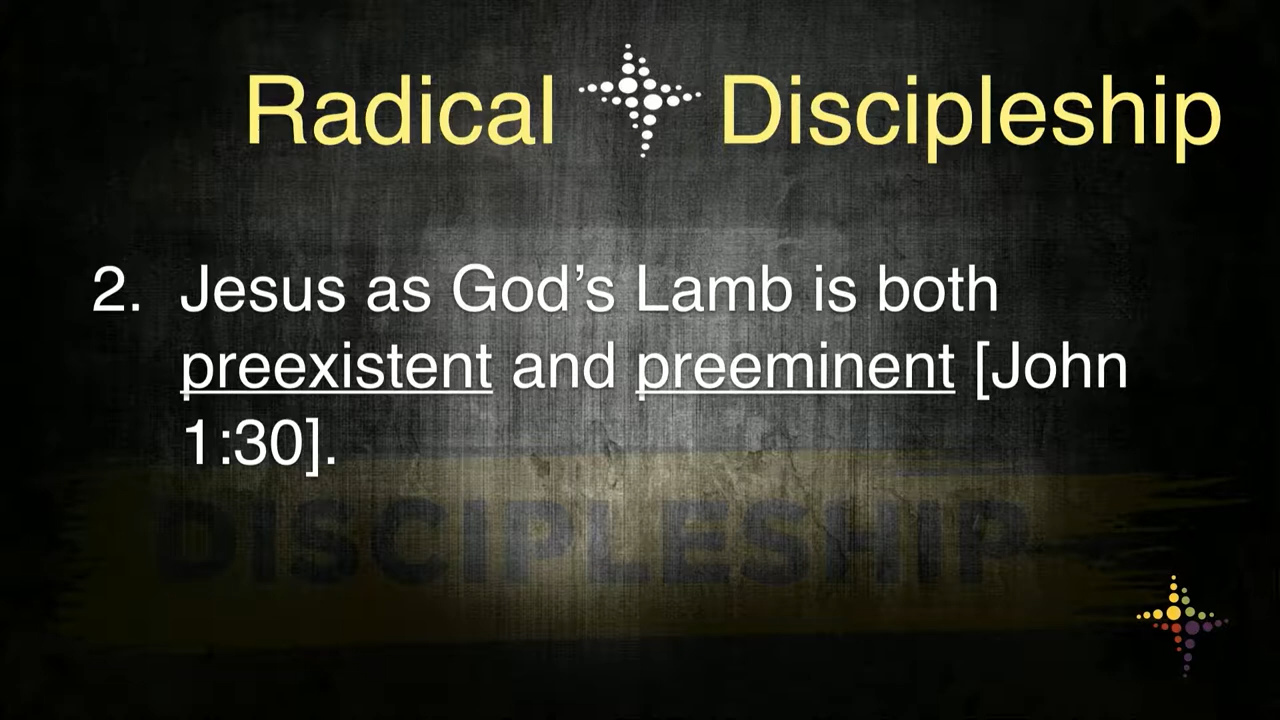 Radical Discipleship
2. Jesus as God’s Lamb is both
preexistent and preeminent [John
1:30].
DISCIPLESHIP